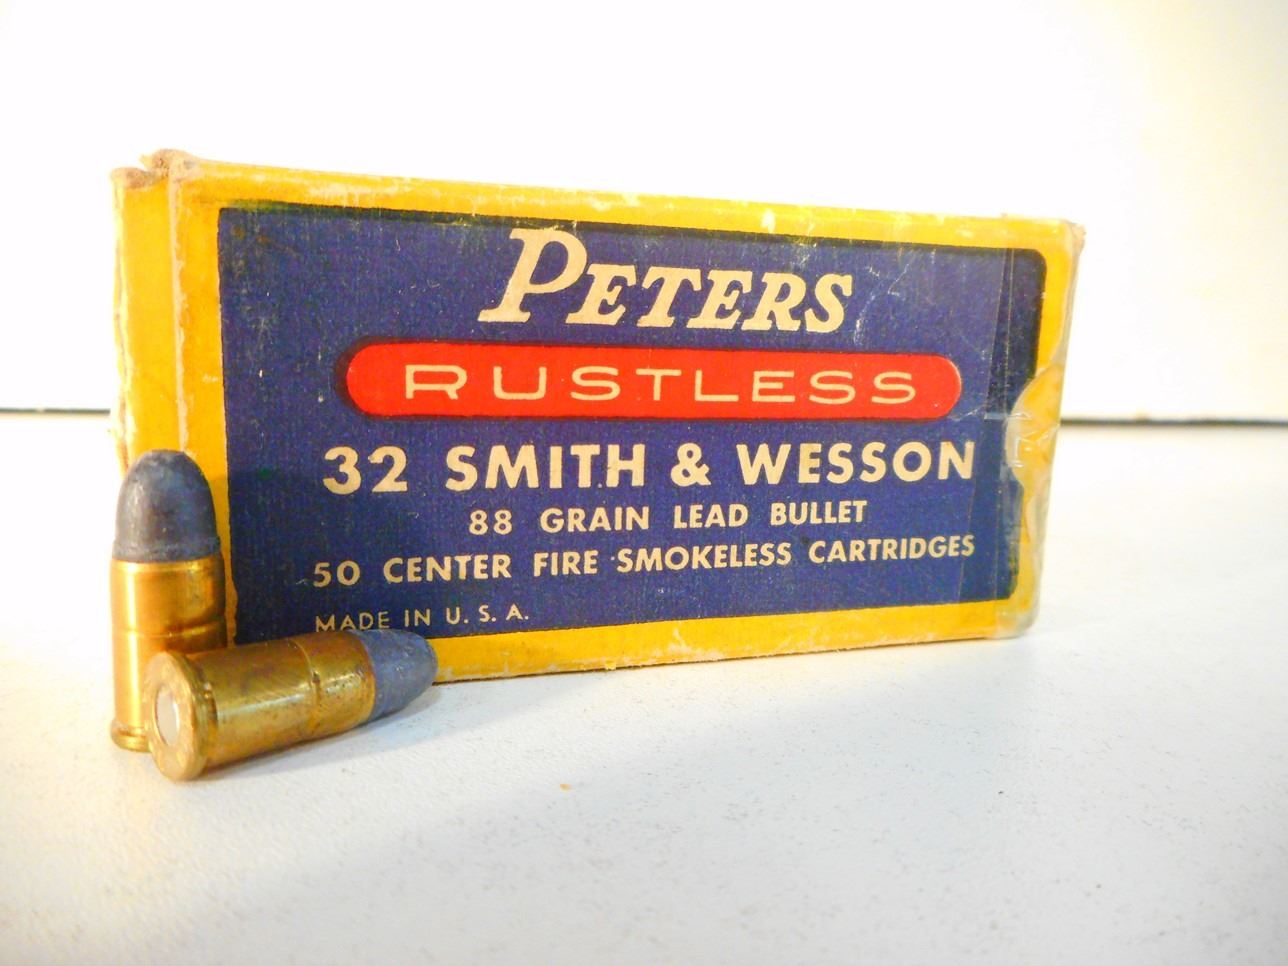 PETERS
RUSTLESS
32 SMITH & WESSON
88 GRAIN LEAD BULLET
50 CENTER FIRE SMOKELESS CARTRIDGES
MADE IN U. S. A.